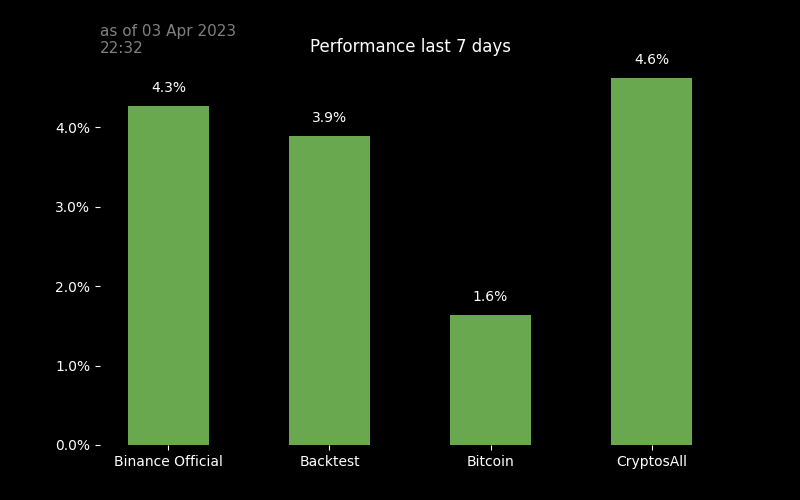 as of 03 Apr 2023
22:32
Performance last 7 days
4.6%
4.3%
3.9%
1.6%
4.0%
3.0%
2.0%
1.0%
0.0%
Binance Official
Backtest
Bitcoin
CryptosAll